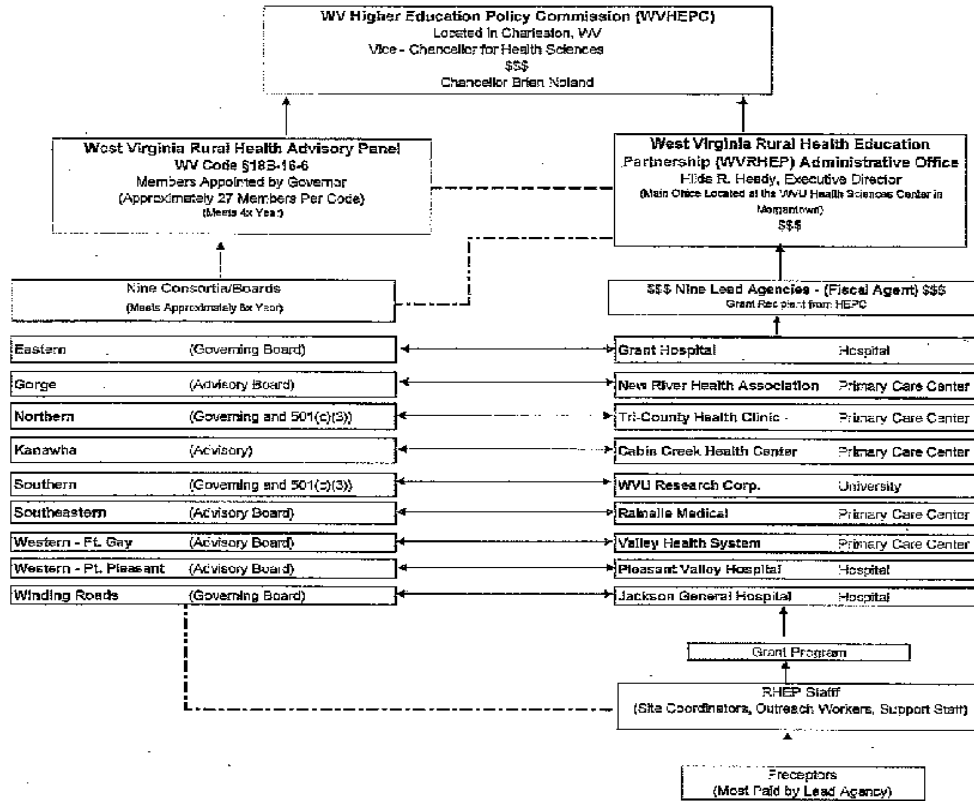 WV Higher Education Policy Commission (WVHEPC)
Located in Charleston, WV
Vice - Chancellor for Health Sciences
$$$
Chancellor Brian Noland
West Virginia Rural Health Advisory Panel
WV Code §18B-16-6
Members Appointed by Governor
(Approximately 27 Members Per Code)
(Meets 4x Year)
West Virginia Rural Health Education
Partnership (WVRHEP) Administrative Office
Hilda R. Heady, Executive Director
(Main Office Located at the WVU Health Sciences Center in
Morgantown)
$$$
Nine Consortia/Boards
(Meets Approximately 6x Year)
$$$ Nine Lead Agencies - (Fiscal Agent) $$$
Grant Recipient from HEPC
Eastern (Governing Board)
Grant Hospital Hospital
Gorge (Advisory Board)
New River Health Association Primary Care Center
Northern (Governing and 501(c)(3))
Tri-County Health Clinic - Primary Care Center
Kanawha (Advisory)
Cabin Creek Health Center Primary Care Center
Southern (Governing and 501(c)(3))
WVU Research Corp. University
Southeastern (Advisory Board)
Rainelle Medical Primary Care Center
Western - Ft. Gay (Advisory Board)
Valley Health System Primary Care Center
Western - Pt. Pleasant (Advisory Board)
Pleasant Valley Hospital Hospital
Winding Roads (Governing Board)
Jackson General Hospital Hospital
Grant Program
RHEP Staff
(Site Coordinators, Outreach Workers, Support Staff)
Preceptors
(Most Paid by Lead Agency)